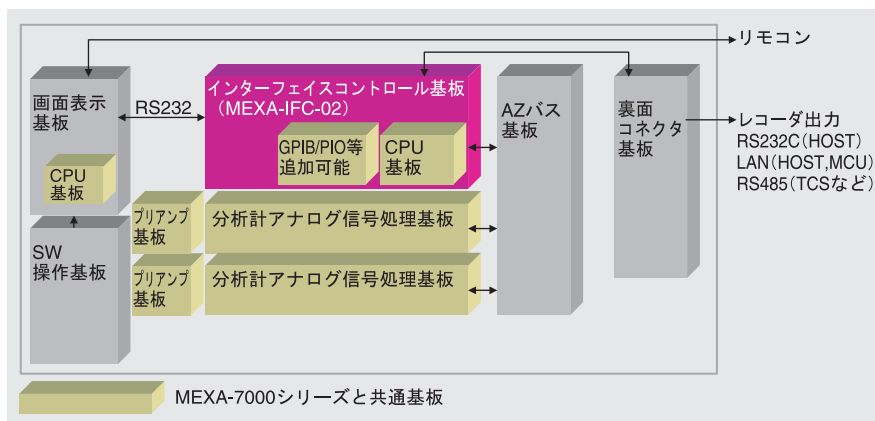 リモコン
画面表示
基板
RS232
インターフェイスコントロール基板
(MEXA-IFC-02)
AZバス
基板
裏面
コネクタ
基板
レコーダ出力
RS232C(HOST)
LAN(HOST,MCU)
RS485(TCSなど)
GPIB/PIO等
追加可能
CPU
基板
CPU
基板
プリアンプ
基板
分析計アナログ信号処理基板
SW
操作基板
プリアンプ
基板
分析計アナログ信号処理基板
MEXA-7000シリーズと共通基板